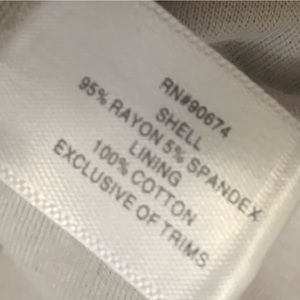 RN#90674
SHELL
95% RAYON 5% SPANDEX
LINING
100% COTTON
EXCLUSIVE OF TRIMS